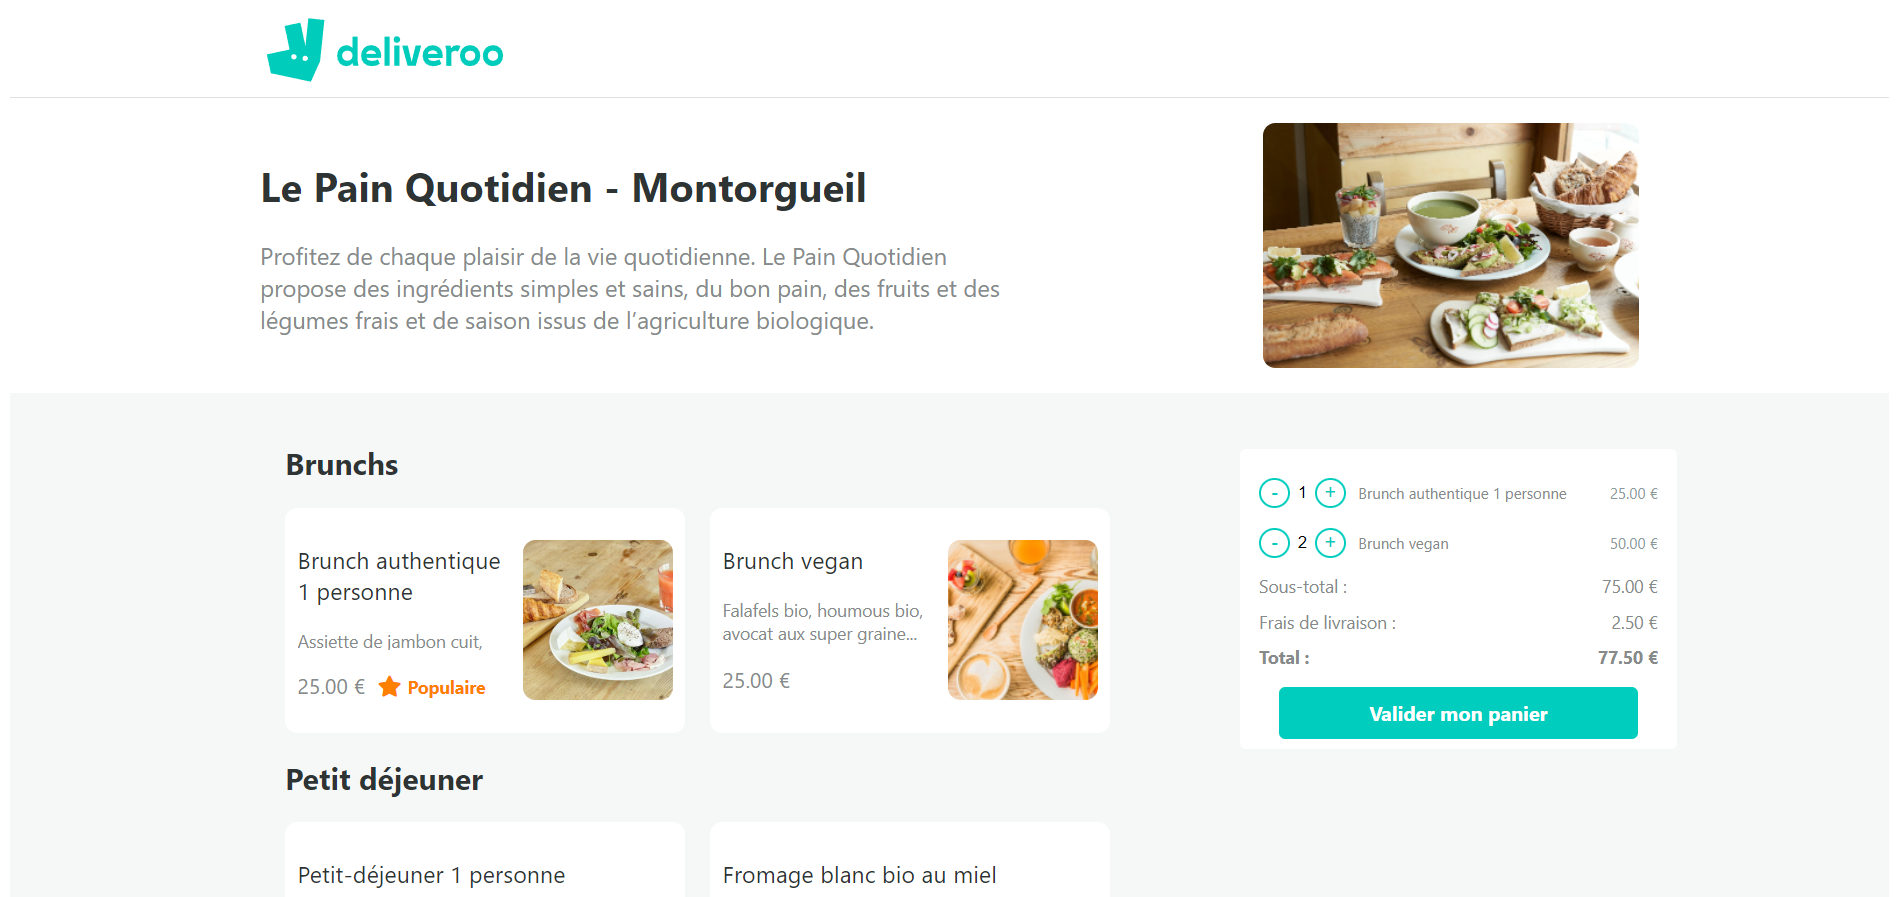 deliveroo
Le Pain Quotidien - Montorgueil
Profitez de chaque plaisir de la vie quotidienne. Le Pain Quotidien
propose des ingrédients simples et sains, du bon pain, des fruits et des
légumes frais et de saison issus de l’agriculture biologique.
Brunchs
Brunch authentique
1 personne
Assiette de jambon cuit,
25.00 € Populaire
Brunch vegan
Falafels bio, houmous bio,
avocat aux super graine...
25.00 €
Petit déjeuner
Petit-déjeuner 1 personne
Fromage blanc bio au miel
- 1 + Brunch authentique 1 personne 25.00 €
- 2 + Brunch vegan 50.00 €
Sous-total : 75.00 €
Frais de livraison : 2.50 €
Total : 77.50 €
Valider mon panier